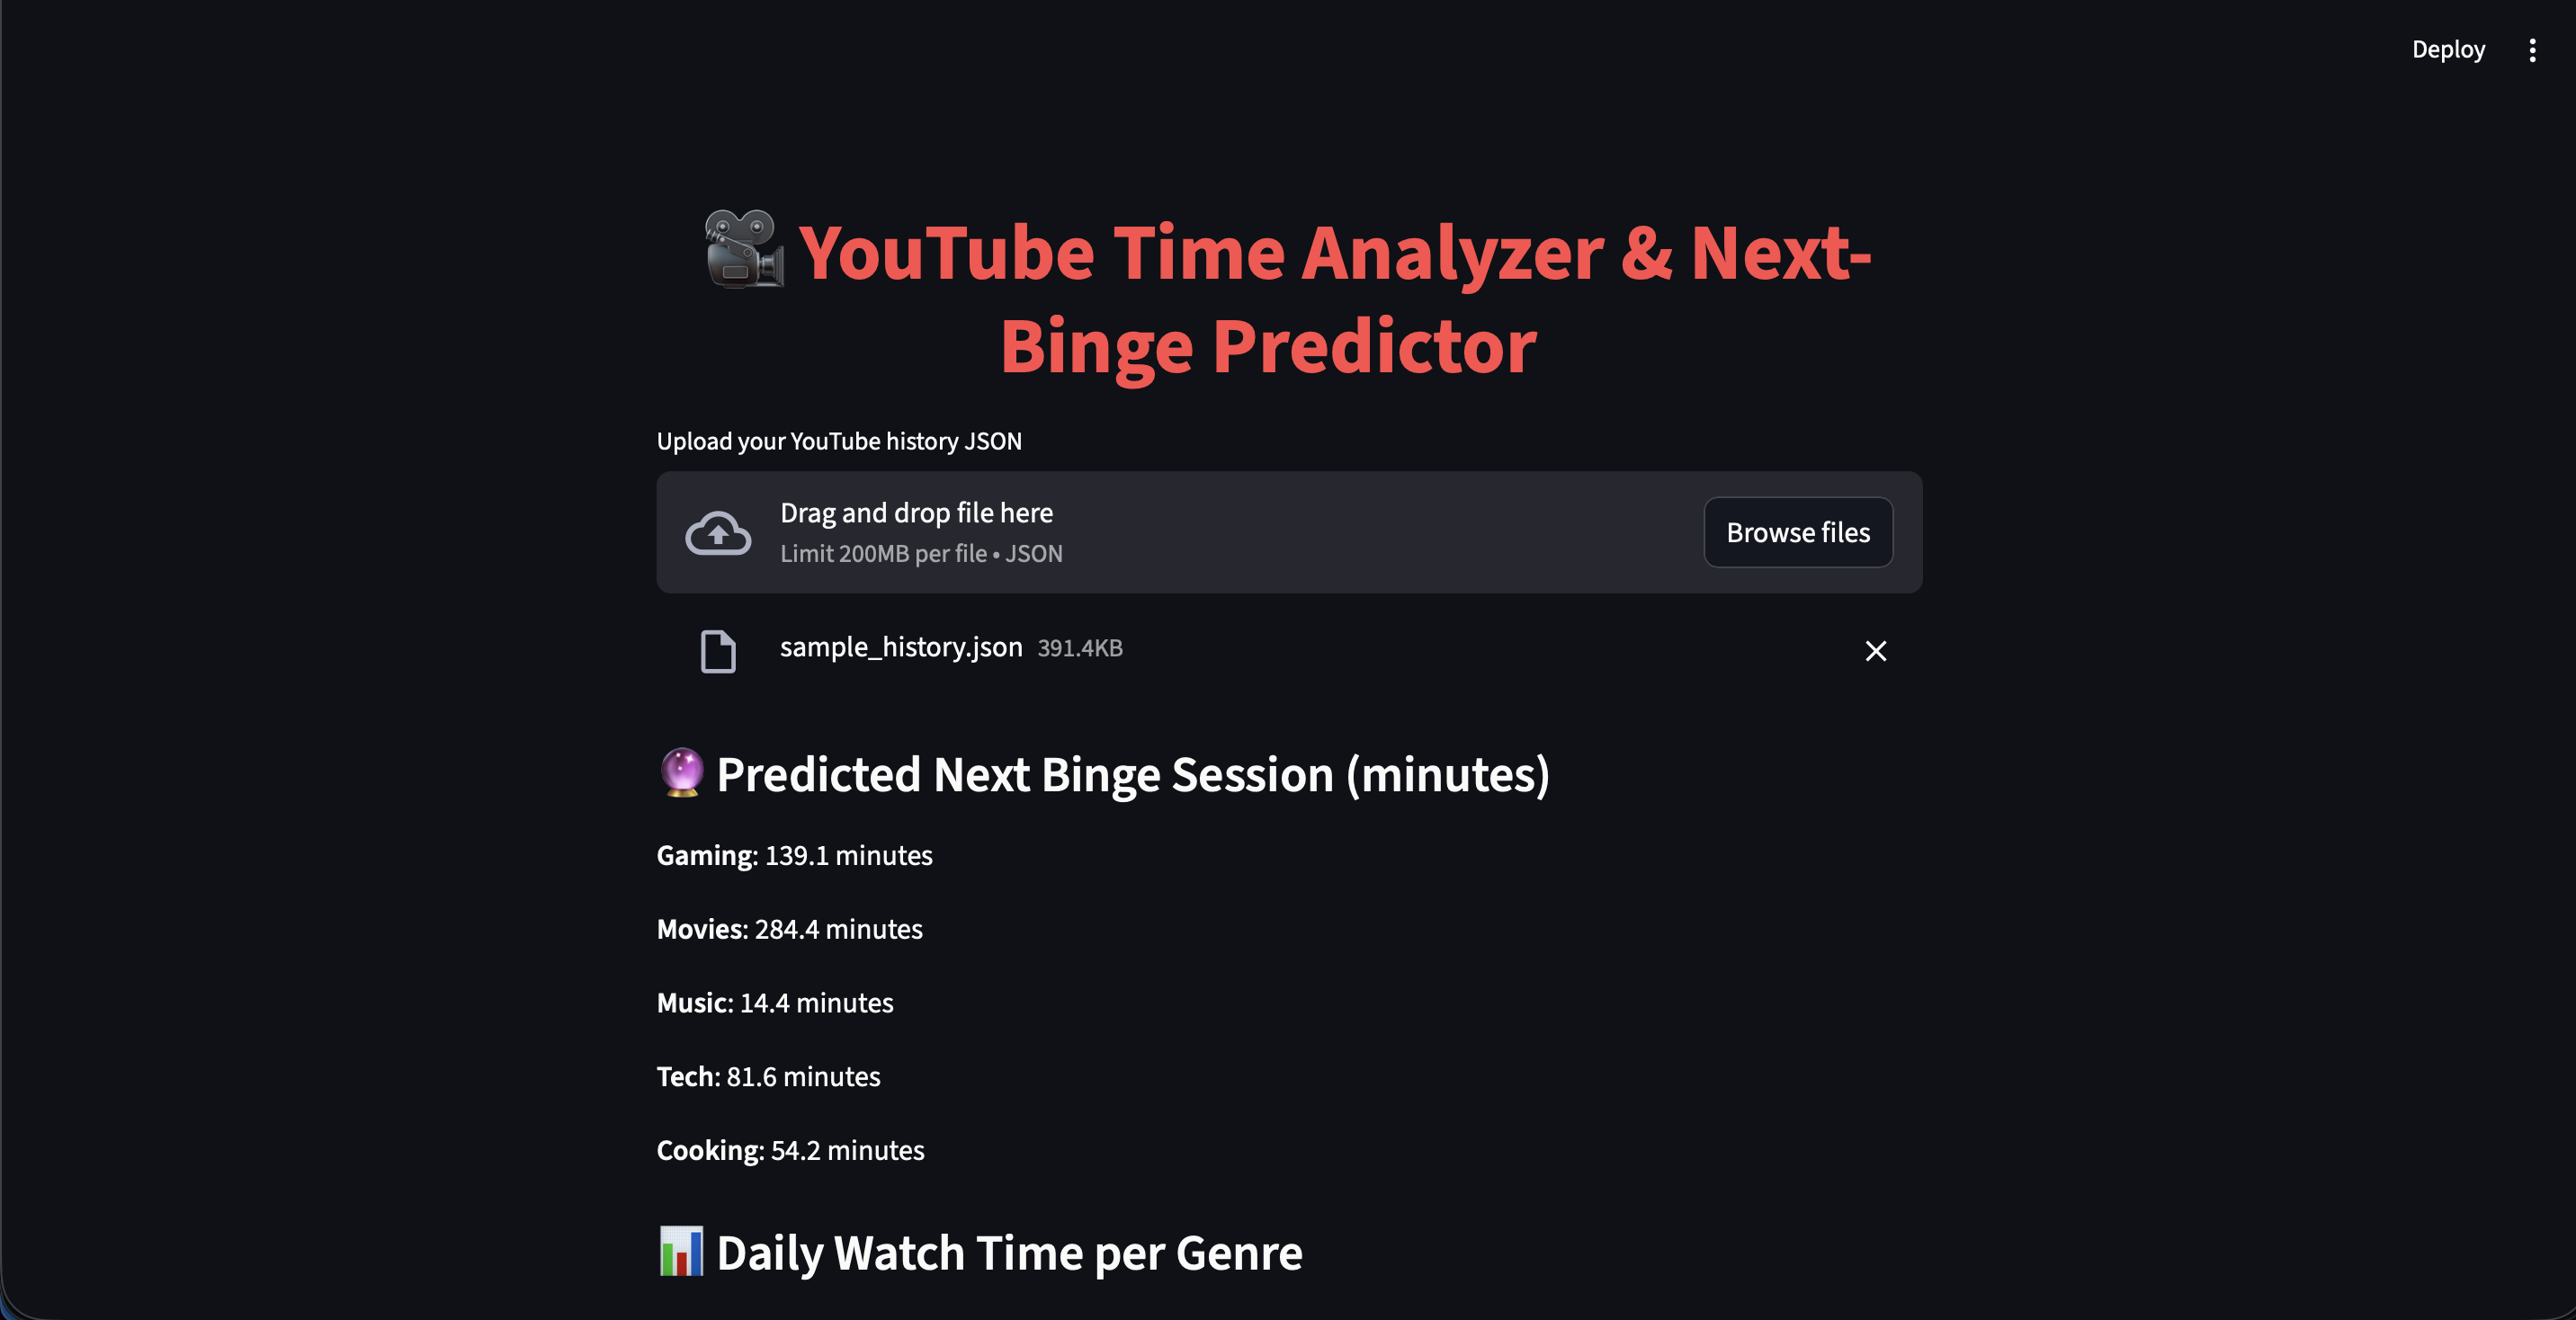 Deploy
🎥 YouTube Time Analyzer & Next-
Binge Predictor
Upload your YouTube history JSON
Drag and drop file here
Limit 200MB per file • JSON
Browse files
sample_history.json 391.4KB
🔮 Predicted Next Binge Session (minutes)
Gaming: 139.1 minutes
Movies: 284.4 minutes
Music: 14.4 minutes
Tech: 81.6 minutes
Cooking: 54.2 minutes
📊 Daily Watch Time per Genre